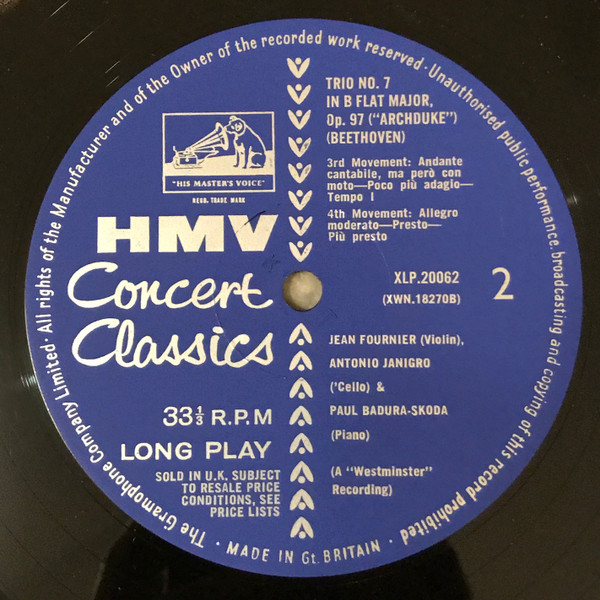 The Gramophone Company Limited · All rights of the Manufacturer and of the Owner of the recorded work reserved · Unauthorised public performance, broadcasting and copying of this record prohibited ·
"HIS MASTER'S VOICE"
REGD. TRADE MARK
HMV
Concert
Classics
33⅓ R.P.M
LONG PLAY
SOLD IN U.K. SUBJECT
TO RESALE PRICE
CONDITIONS, SEE
PRICE LISTS
TRIO NO. 7
IN B FLAT MAJOR,
Op. 97 ("ARCHDUKE")
(BEETHOVEN)
3rd Movement: Andante
cantabile, ma però con
moto—Poco più adagio—
Tempo I
4th Movement: Allegro
moderato—Presto—
Più presto
XLP.20062
(XWN.18270B)
2
JEAN FOURNIER (Violin),
ANTONIO JANIGRO
('Cello) &
PAUL BADURA-SKODA
(Piano)
(A "Westminster"
Recording)
· MADE IN Gt. BRITAIN ·